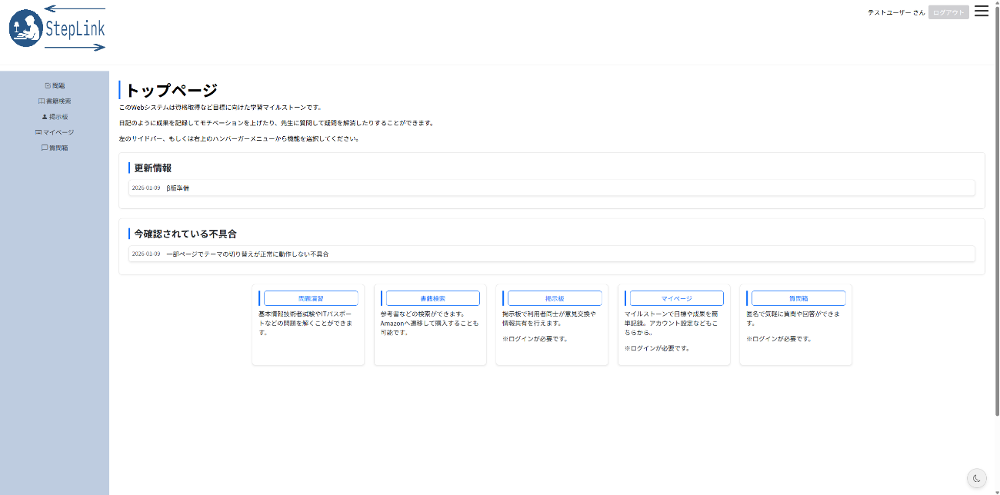 StepLink
テストユーザー さん
ログアウト
問題
書籍検索
掲示板
マイページ
質問箱
トップページ
このWebシステムは資格取得など目標に向けた学習マイルストーンです。
日記のように成果を記録してモチベーションを上げたり、先生に質問して疑問を解消したりすることができます。
左のサイドバー、もしくは右上のハンバーガーメニューから機能を選択してください。
更新情報
2026-01-09 β版準備
今確認されている不具合
2026-01-09 一部ページでテーマの切り替えが正常に動作しない不具合
問題演習
基本情報技術者試験やITパスポー
トなどの問題を解くことができま
す。
書籍検索
参考書などの検索ができます。
Amazonへ遷移して購入することも
可能です。
掲示板
掲示板で利用者同士が意見交換や
情報共有を行えます。
※ログインが必要です。
マイページ
マイルストーンで目標や成果を簡
単記録。アカウント設定などもこ
ちらから。
※ログインが必要です。
質問箱
匿名で気軽に質問や回答ができま
す。
※ログインが必要です。